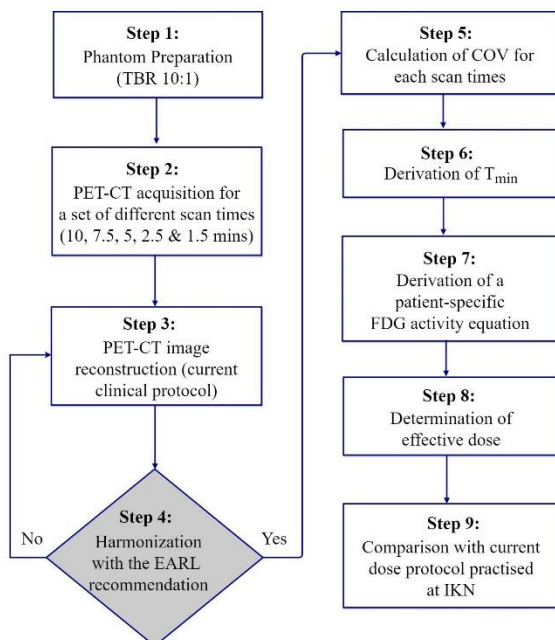 Step 1:
Phantom Preparation
(TBR 10:1)
Step 2:
PET-CT acquisition for
a set of different scan times
(10, 7.5, 5, 2.5 & 1.5 mins)
Step 3:
PET-CT image
reconstruction (current
clinical protocol)
No
Step 4:
Harmonization
with the EARL
recommendation
Yes
Step 5:
Calculation of COV for
each scan times
Step 6:
Derivation of Tmin
Step 7:
Derivation of a
patient-specific
FDG activity equation
Step 8:
Determination of
effective dose
Step 9:
Comparison with current
dose protocol practised
at IKN